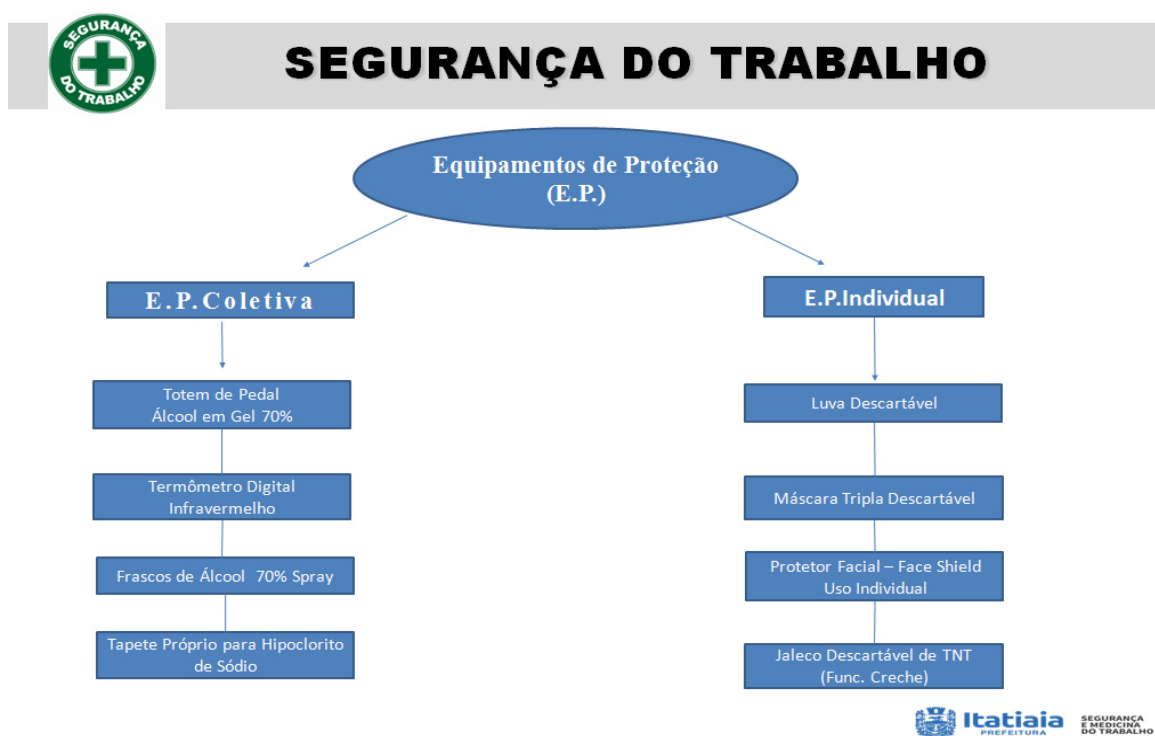 SEGURANÇA
DO TRABALHO
SEGURANÇA DO TRABALHO
Equipamentos de Proteção
(E.P.)
E.P.Coletiva
E.P.Individual
Totem de Pedal
Álcool em Gel 70%
Luva Descartável
Termômetro Digital
Infravermelho
Máscara Tripla Descartável
Frascos de Álcool 70% Spray
Protetor Facial – Face Shield
Uso Individual
Tapete Próprio para Hipoclorito
de Sódio
Jaleco Descartável de TNT
(Func. Creche)
Itatiaia
PREFEITURA
SEGURANÇA
E MEDICINA
DO TRABALHO